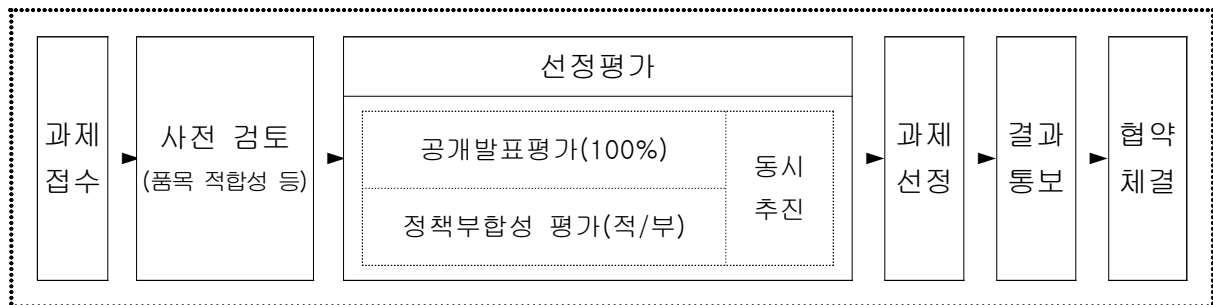 과제
접수
사전 검토
(품목 적합성 등)
선정평가
공개발표평가(100%)
정책부합성 평가(적/부)
동시
추진
과제
선정
결과
통보
협약
체결